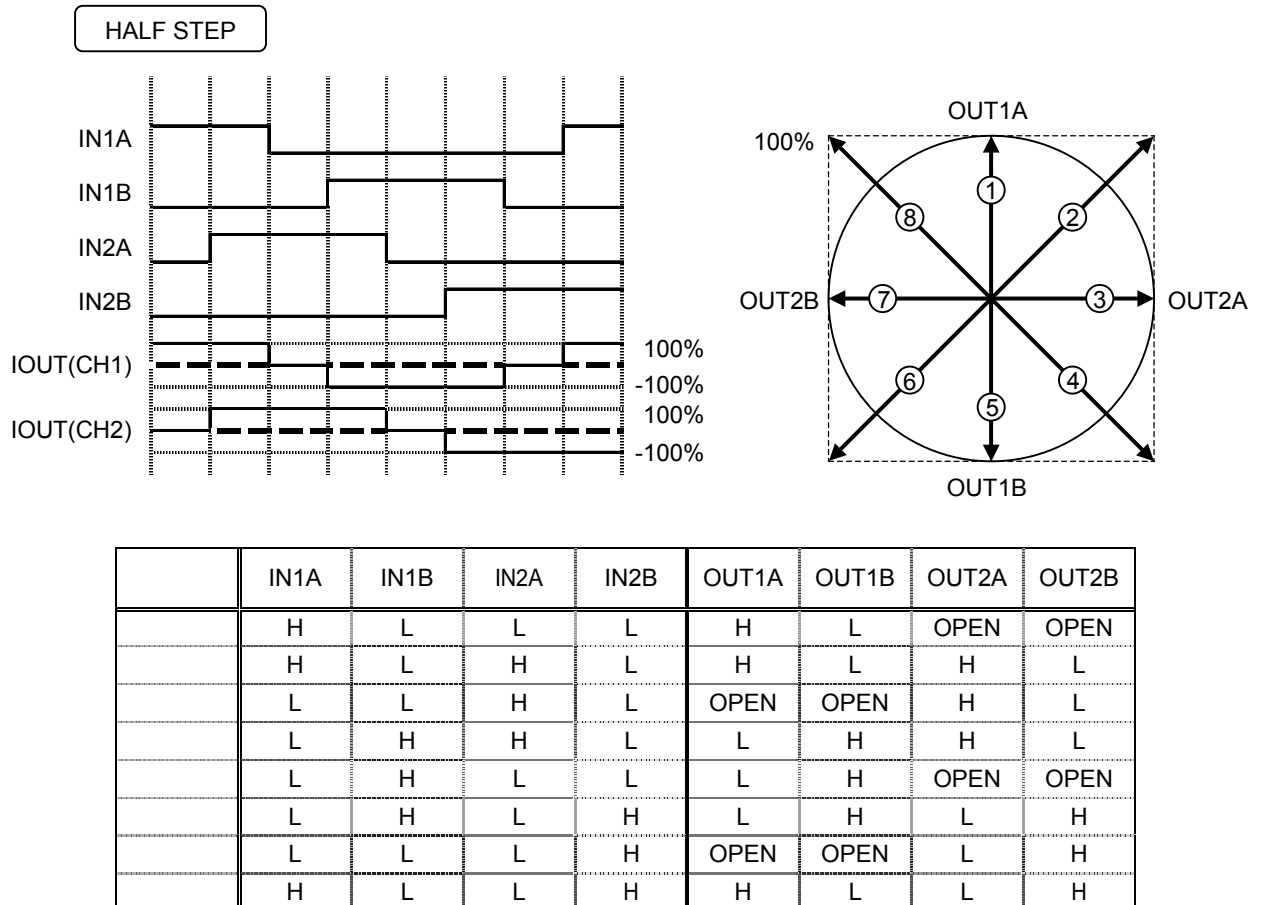 HALF STEP
IN1A
IN1B
IN2A
IN2B
IOUT(CH1)
100%
-100%
IOUT(CH2)
100%
-100%
OUT1A
100%
①
②
③
④
⑤
⑥
⑦
⑧
OUT2B
OUT2A
OUT1B
IN1A IN1B IN2A IN2B OUT1A OUT1B OUT2A OUT2B
H L L L H L OPEN OPEN
H L H L H L H L
L L H L OPEN OPEN H L
L H H L L H H L
L H L L L H OPEN OPEN
L H L H L H L H
L L L H OPEN OPEN L H
H L L H H L L H